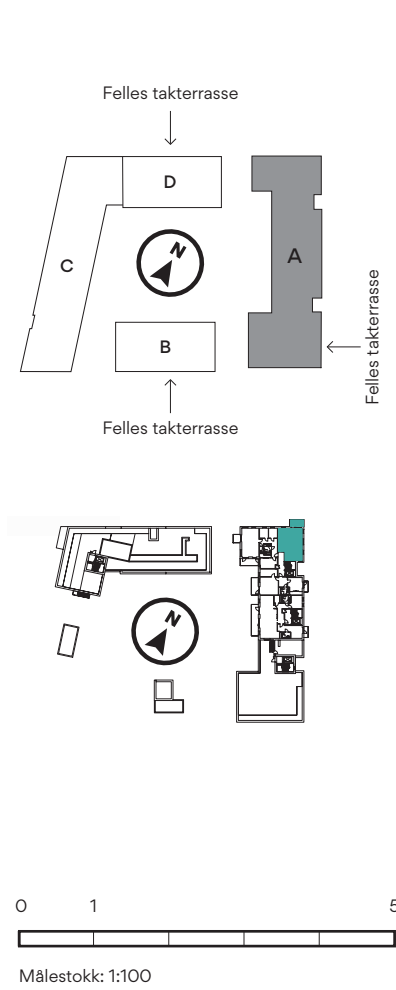 Felles takterrasse
D
A
C
N
B
Felles takterrasse
Felles takterrasse
N
0 1 5
Målestokk: 1:100